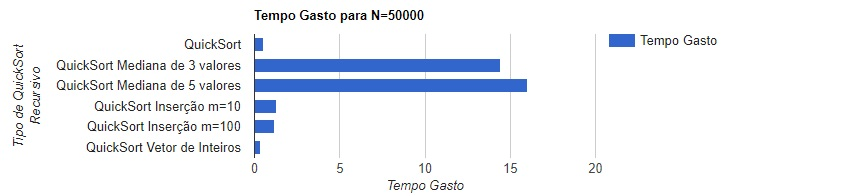 Tempo Gasto para N=50000
Tipo de QuickSort
Recursivo
QuickSort
QuickSort Mediana de 3 valores
QuickSort Mediana de 5 valores
QuickSort Inserção m=10
QuickSort Inserção m=100
QuickSort Vetor de Inteiros
0 5 10 15 20
Tempo Gasto
Tempo Gasto